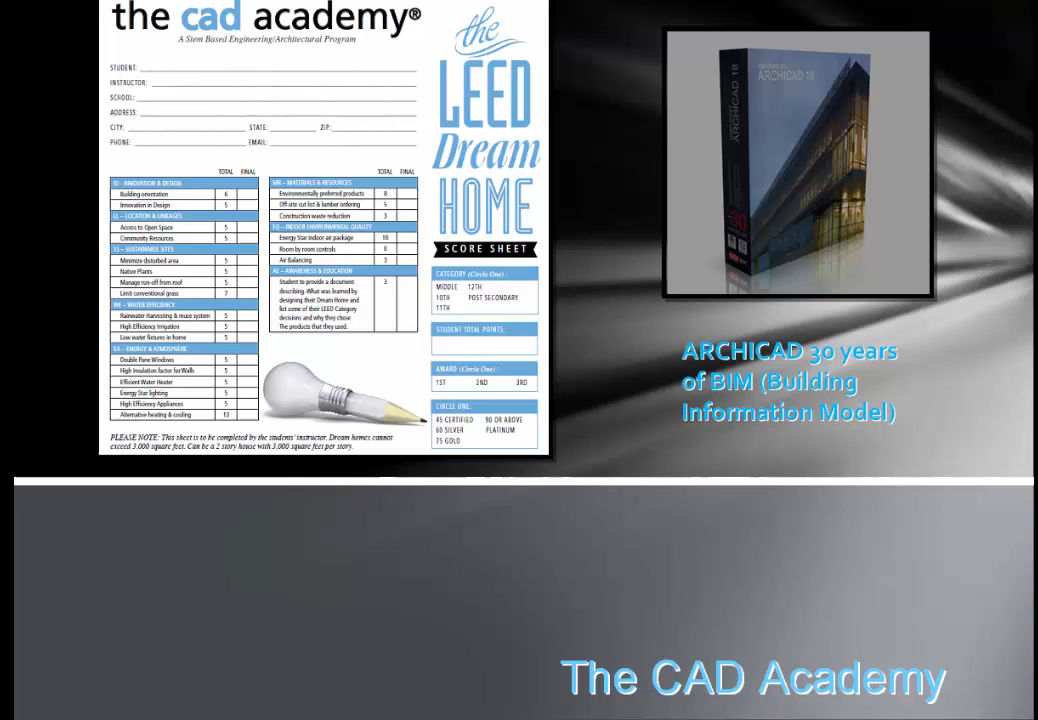 the cad academy®
A Stem Based Engineering/Architectural Program
STUDENT:
INSTRUCTOR:
SCHOOL:
ADDRESS:
CITY: STATE: ZIP:
PHONE: EMAIL:
TOTAL FINAL
ID - INNOVATION & DESIGN
Building orientation 6
Innovation in Design 5
LL - LOCATION & LINKAGES
Access to Open Space 5
Community Resources 5
SS - SUSTAINABLE SITES
Minimize disturbed area 5
Native Plants 5
Manage run-off from roof 5
Limit conventional grass 7
WE - WATER EFFICIENCY
Rainwater Harvesting & reuse system 5
High Efficiency Irrigation 5
Low water fixtures in home 5
EA - ENERGY & ATMOSPHERE
Double Pane Windows 5
High insulation factor for Walls 5
Efficient Water Heater 5
Energy Star lighting 5
High Efficiency Appliances 5
Alternative heating & cooling 13
TOTAL FINAL
MR - MATERIALS & RESOURCES
Environmentally preferred products 8
Off-site cut list & lumber ordering 5
Construction waste reduction 3
EQ - INDOOR ENVIRONMENTAL QUALITY
Energy Star indoor air package 10
Room by room controls 8
Air Balancing 3
AE - AWARENESS & EDUCATION
Student to provide a document 3
describing. What was learned by
designing their Dream Home and
list some of their LEED Category
decisions and why they chose
The products that they used.
PLEASE NOTE: This sheet is to be completed by the students' instructor. Dream homes cannot
exceed 3,000 square feet. Can be a 2 story house with 3,000 square feet per story.
the
LEED
Dream
HOME
SCORE SHEET
CATEGORY (Circle One) :
MIDDLE 12TH
10TH POST SECONDARY
11TH
STUDENT TOTAL POINTS:
AWARD (Circle One) :
1ST 2ND 3RD
CIRCLE ONE:
45 CERTIFIED 90 OR ABOVE
60 SILVER PLATINUM
75 GOLD
ARCHICAD 18
ARCHICAD 18
ARCHICAD 30 years
of BIM (Building
Information Model)
The CAD Academy